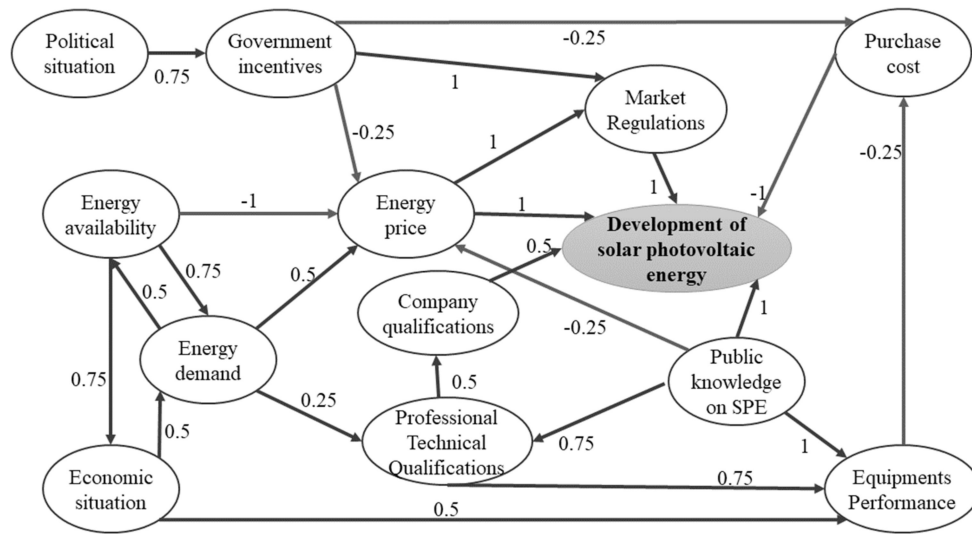 Political
situation
0.75
Government
incentives
-0.25
Purchase
cost
1
Market
Regulations
-0.25
1
-0.25
Energy
availability
-1
Energy
price
1
1
-1
Development of
solar photovoltaic
energy
0.75
0.5
0.5
0.5
Company
qualifications
-0.25
1
Energy
demand
Public
knowledge
on SPE
0.75
0.5
0.25
0.5
Professional
Technical
Qualifications
0.75
1
Economic
situation
0.75
Equipments
Performance
0.5